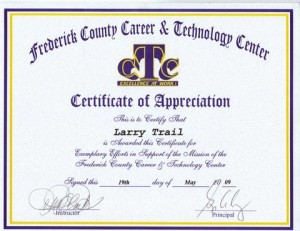 Frederick County Career & Technology Center
CTC
EXCELLENCE AT WORK
Certificate of Appreciation
This is to Certify That
Larry Trail
is Awarded this Certificate for
Exemplary Efforts in Support of the Mission of the
Frederick County Career & Technology Center
Signed this 19th day of May 20 09
Instructor Principal